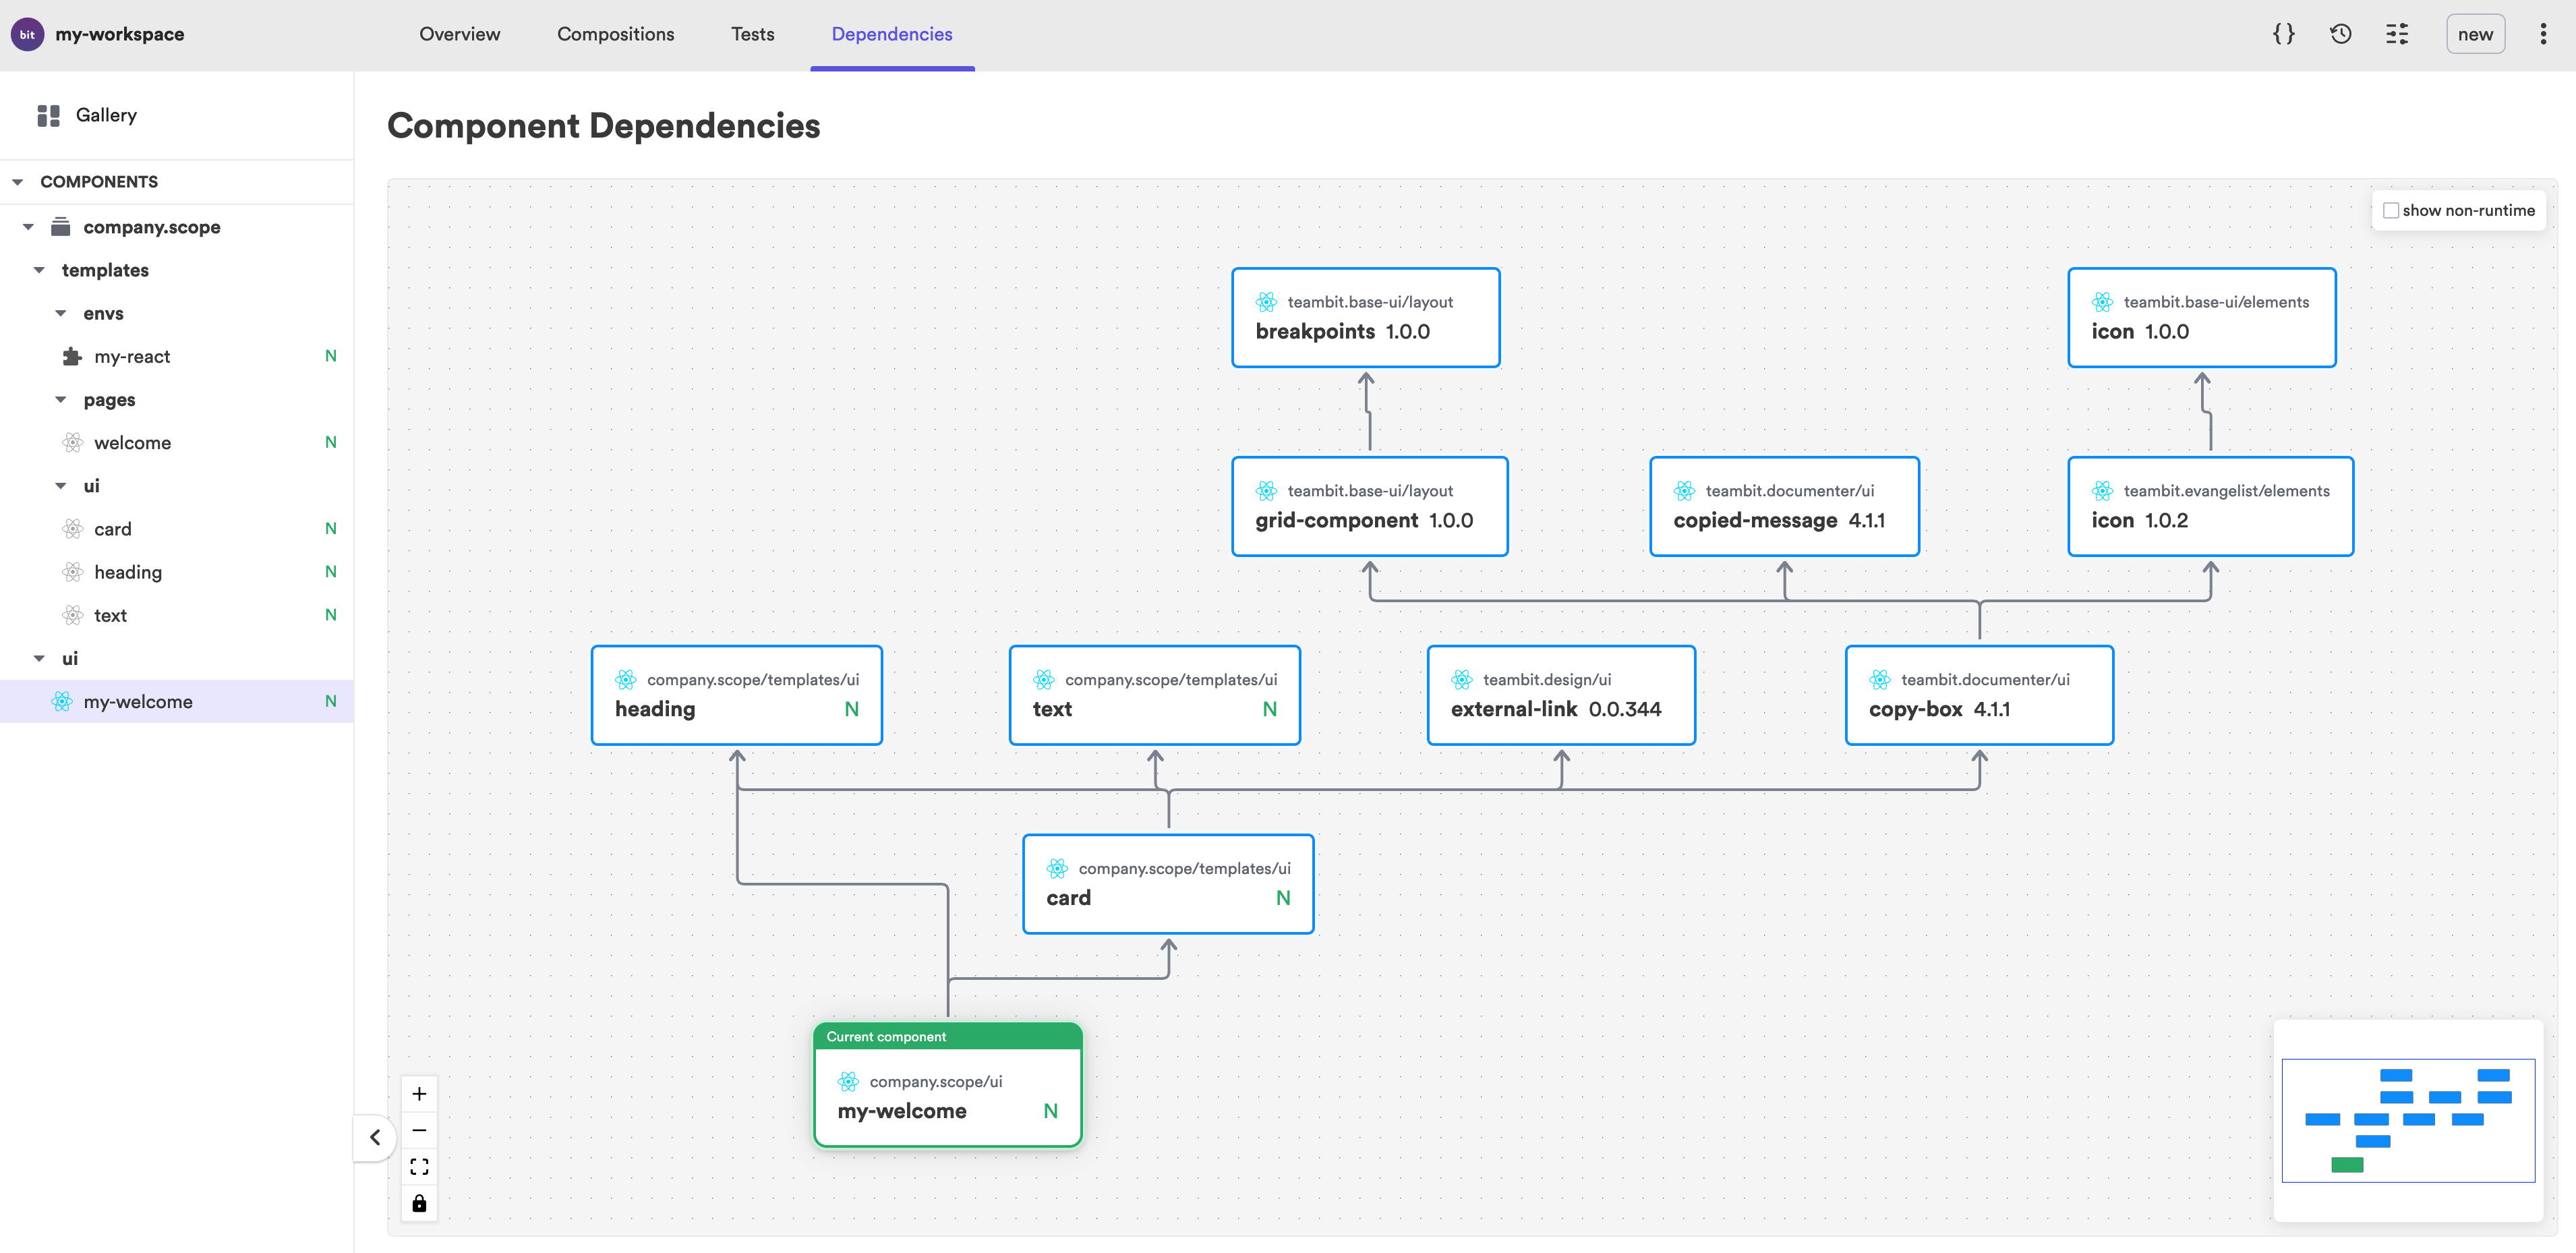 bit my-workspace
Overview Compositions Tests Dependencies
{} new
Gallery
COMPONENTS
company.scope
templates
envs
my-react N
pages
welcome N
ui
card N
heading N
text N
ui
my-welcome N
Component Dependencies
show non-runtime
teambit.base-ui/layout
breakpoints 1.0.0
teambit.base-ui/elements
icon 1.0.0
teambit.base-ui/layout
grid-component 1.0.0
teambit.documenter/ui
copied-message 4.1.1
teambit.evangelist/elements
icon 1.0.2
company.scope/templates/ui
heading N
company.scope/templates/ui
text N
teambit.design/ui
external-link 0.0.344
teambit.documenter/ui
copy-box 4.1.1
company.scope/templates/ui
card N
Current component
company.scope/ui
my-welcome N